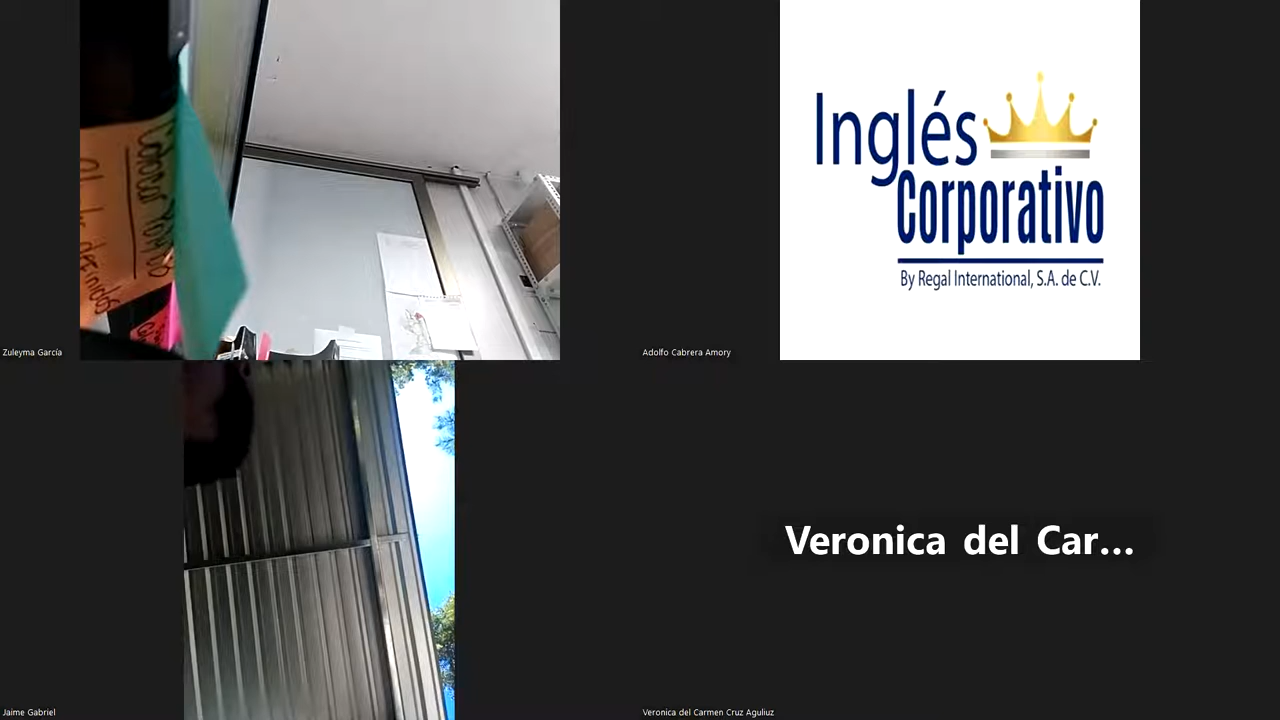 Zuleyma García
Inglés
Corporativo
By Regal International, S.A. de C.V.
Adolfo Cabrera Amory
Jaime Gabriel
Veronica del Car...
Veronica del Carmen Cruz Aguliuz